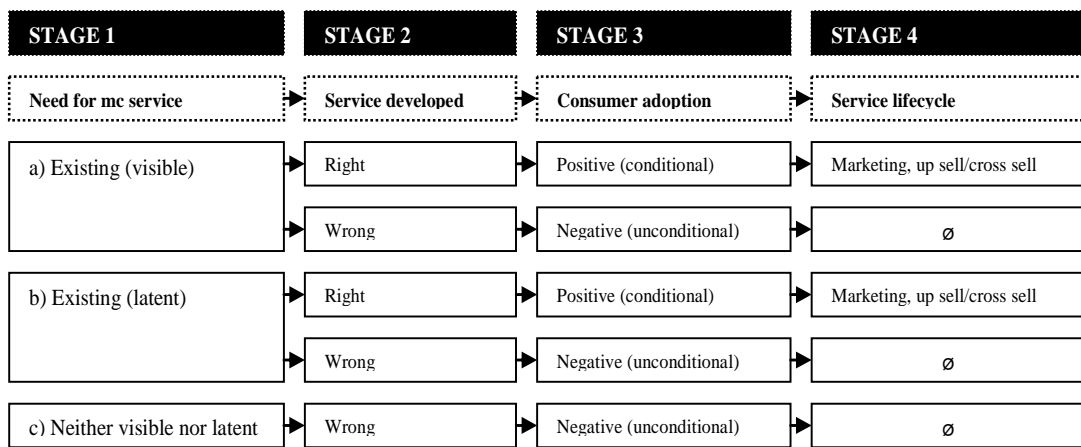 STAGE 1 STAGE 2 STAGE 3 STAGE 4
Need for mc service Service developed Consumer adoption Service lifecycle
a) Existing (visible) Right Positive (conditional) Marketing, up sell/cross sell
Wrong Negative (unconditional) ø
b) Existing (latent) Right Positive (conditional) Marketing, up sell/cross sell
Wrong Negative (unconditional) ø
c) Neither visible nor latent Wrong Negative (unconditional) ø